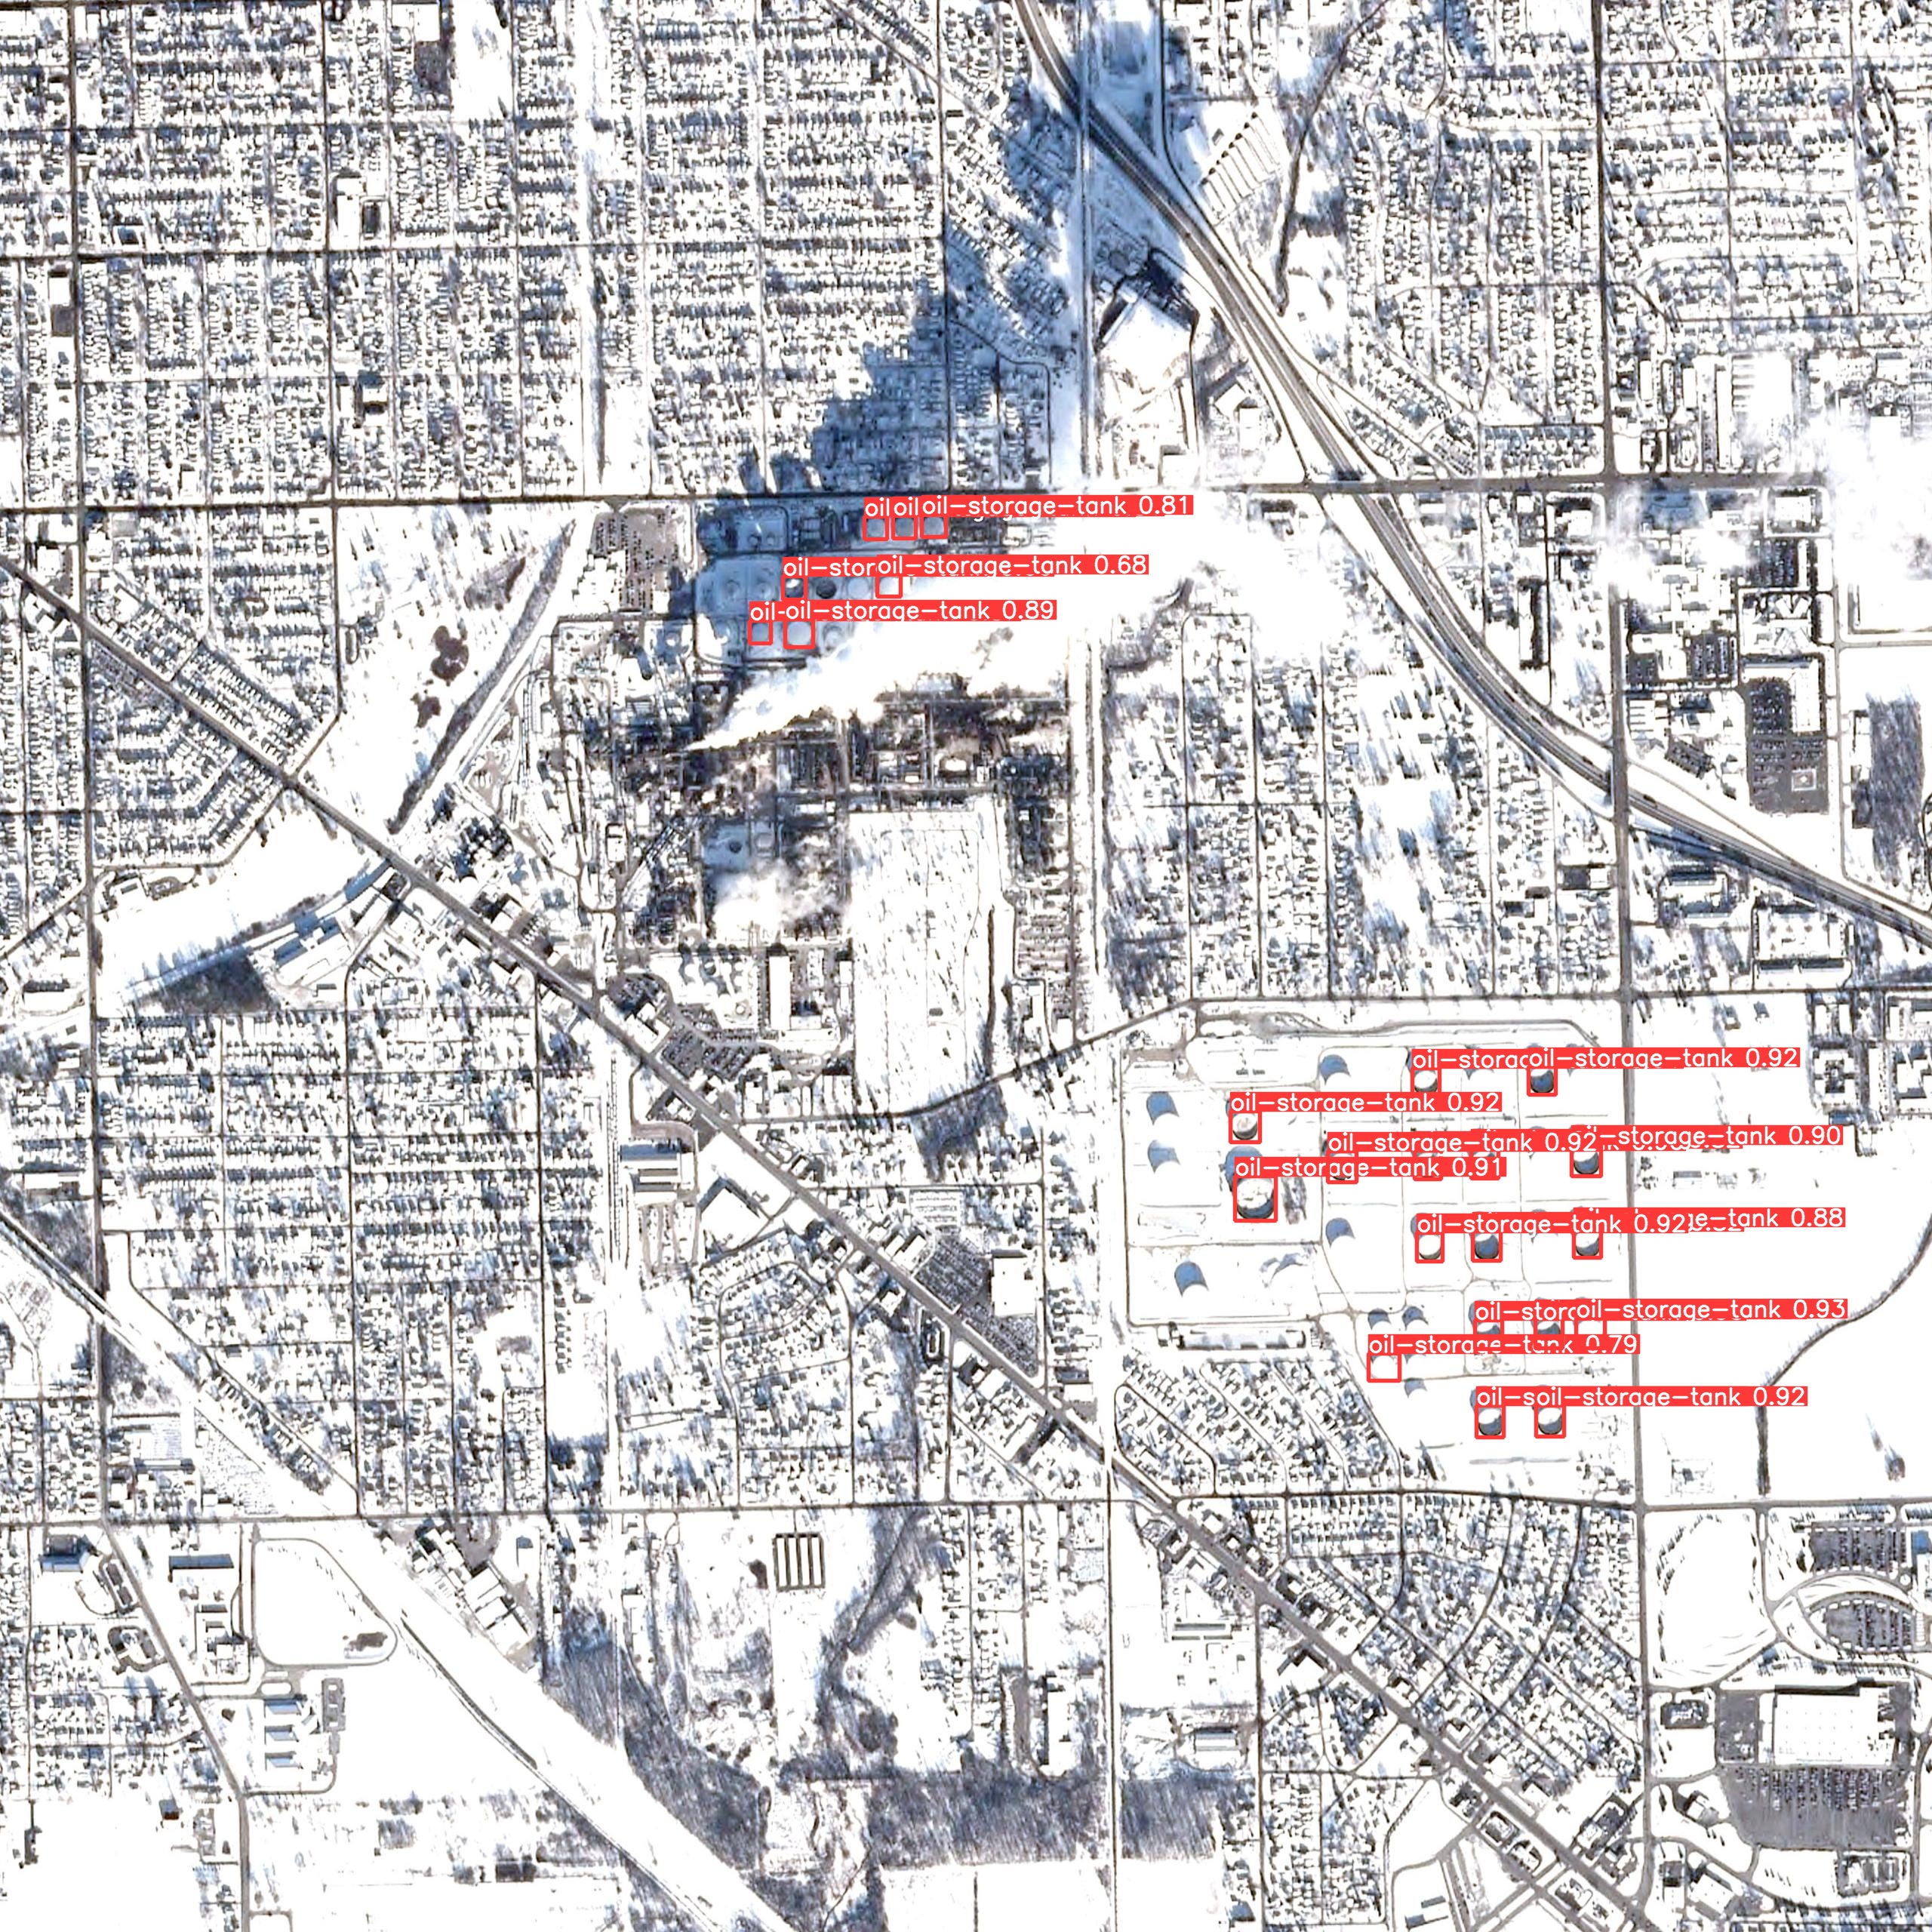 oil oil oil-storage-tank 0.81
oil-stor oil-storage-tank 0.68
oil- oil-storage-tank 0.89
oil-storac oil-storage-tank 0.92
oil-storage-tank 0.92
oil-storage-tank 0.92 -storage-tank 0.90
oil-storage-tank 0.91
oil-storage-tank 0.92 ge-tank 0.88
oil-stor oil-storage-tank 0.93
oil-storage-tank 0.79
oil-s oil-storage-tank 0.92